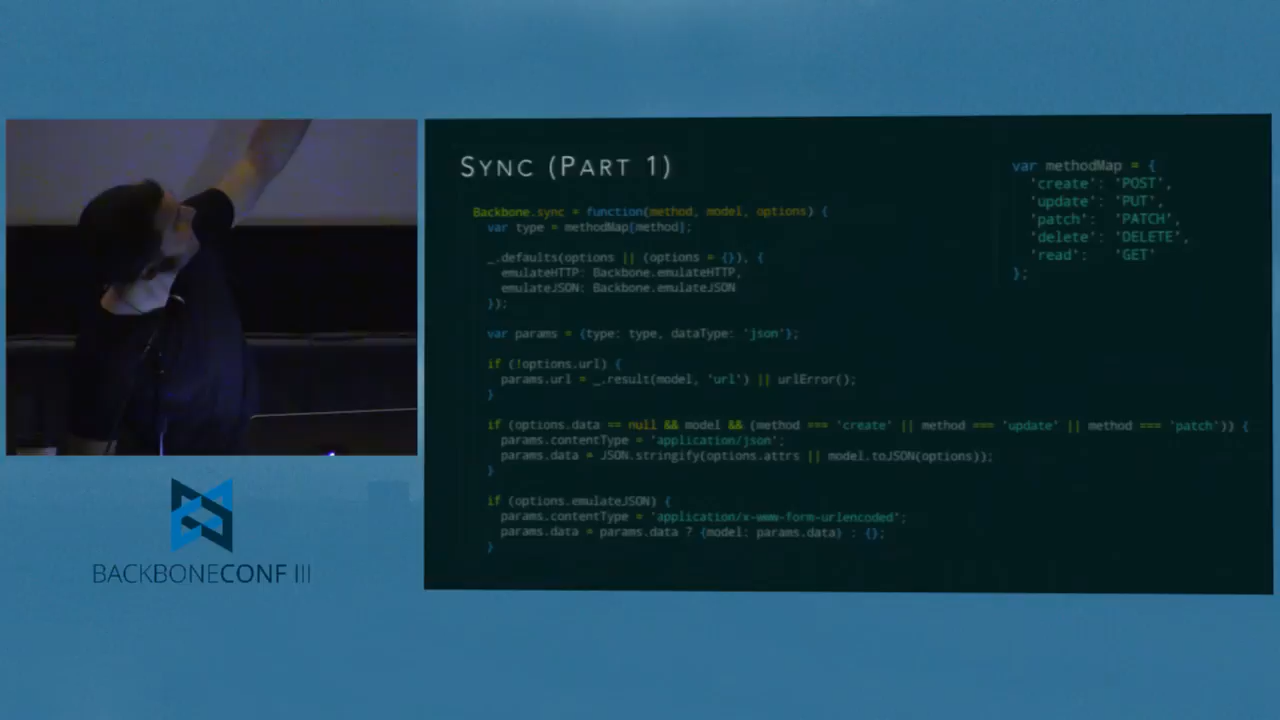 SYNC (PART 1)
Backbone.sync = function(method, model, options) {
var type = methodMap[method];
_.defaults(options || (options = {}), {
emulateHTTP: Backbone.emulateHTTP,
emulateJSON: Backbone.emulateJSON
});
var params = {type: type, dataType: 'json'};
if (!options.url) {
params.url = _.result(model, 'url') || urlError();
}
if (options.data == null && model && (method === 'create' || method === 'update' || method === 'patch')) {
params.contentType = 'application/json';
params.data = JSON.stringify(options.attrs || model.toJSON(options));
}
if (options.emulateJSON) {
params.contentType = 'application/x-www-form-urlencoded';
params.data = params.data ? {model: params.data} : {};
}
var methodMap = {
'create': 'POST',
'update': 'PUT',
'patch': 'PATCH',
'delete': 'DELETE',
'read': 'GET'
};
BACKBONECONF III